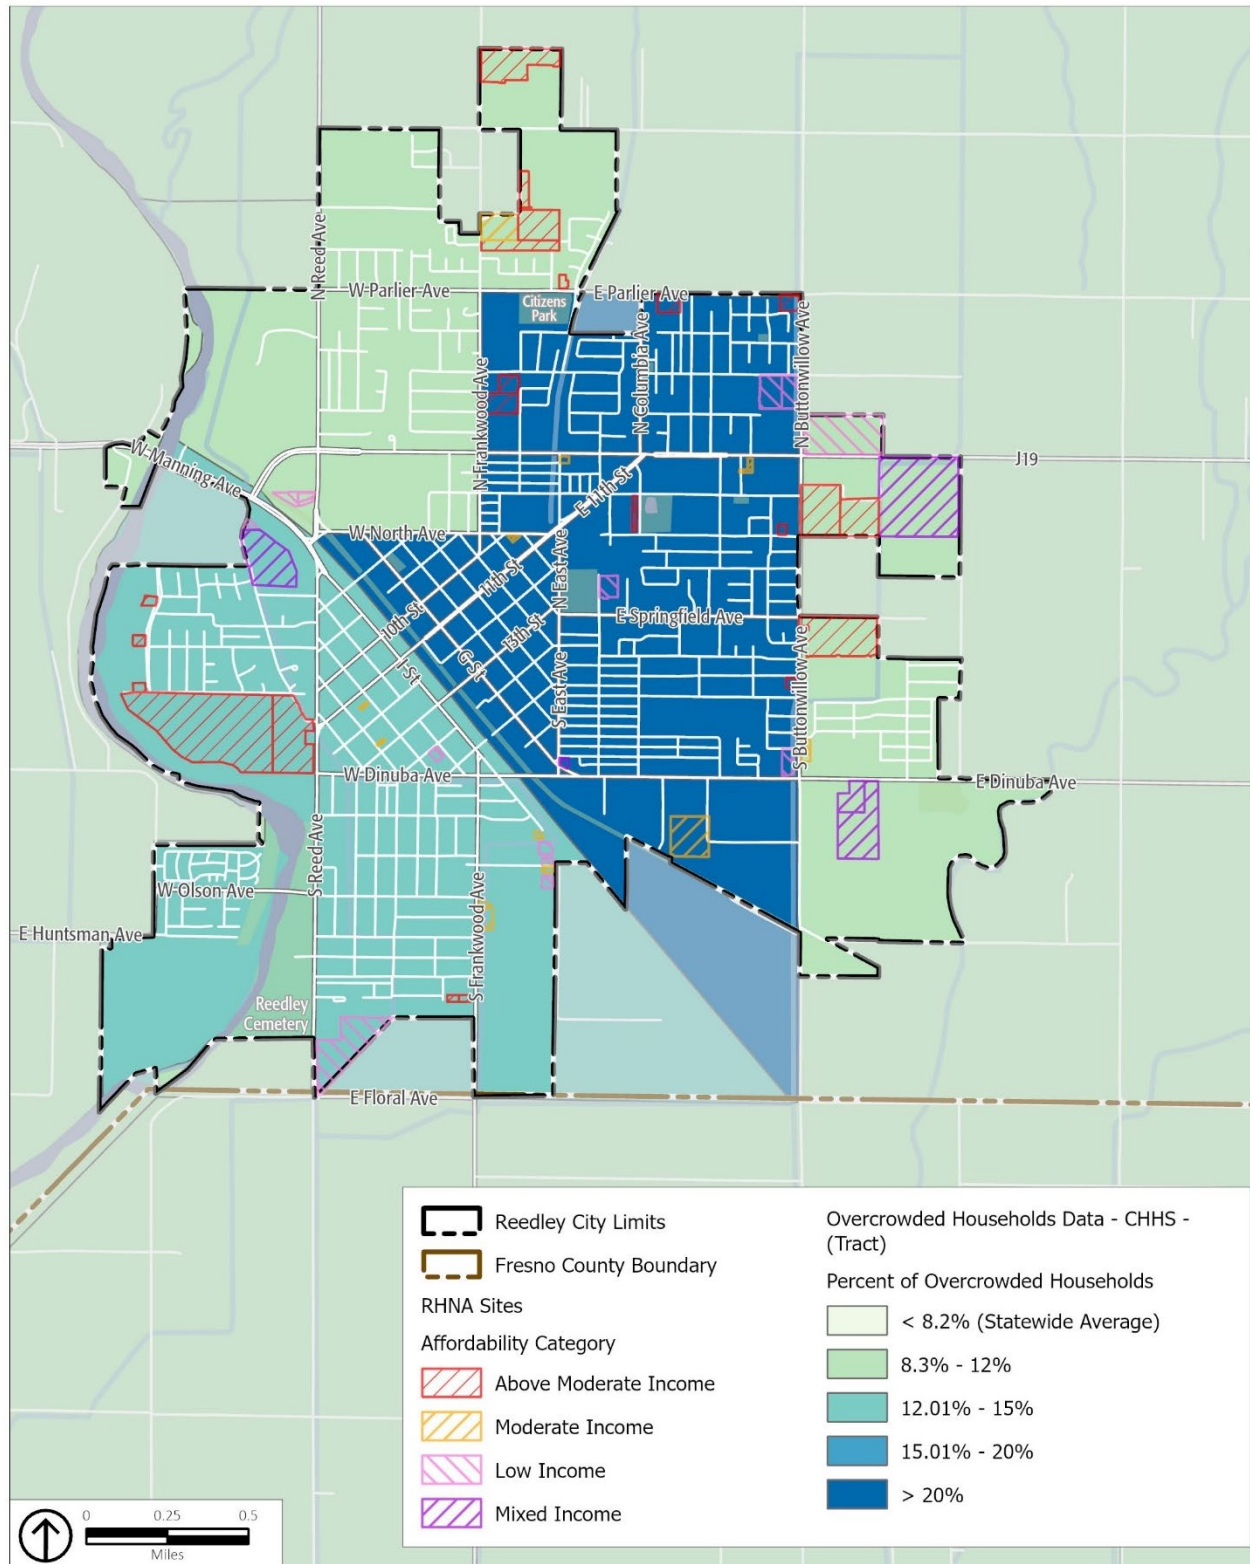 N Reed Ave
W Parlier Ave
Citizens
Park
E Parlier Ave
N Columbia Ave
N Frankwood Ave
N Buttonwillow Ave
J19
W Manning Ave
E 11th St
W North Ave
11th St
N East Ave
10th St
13th St
E Springfield Ave
G St
I St
S East Ave
S Buttonwillow Ave
W Dinuba Ave
E Dinuba Ave
S Reed Ave
W Olson Ave
S Frankwood Ave
E Huntsman Ave
Reedley
Cemetery
E Floral Ave
Reedley City Limits
Fresno County Boundary
RHNA Sites
Affordability Category
Above Moderate Income
Moderate Income
Low Income
Mixed Income
Overcrowded Households Data - CHHS -
(Tract)
Percent of Overcrowded Households
< 8.2% (Statewide Average)
8.3% - 12%
12.01% - 15%
15.01% - 20%
> 20%
0 0.25 0.5
Miles